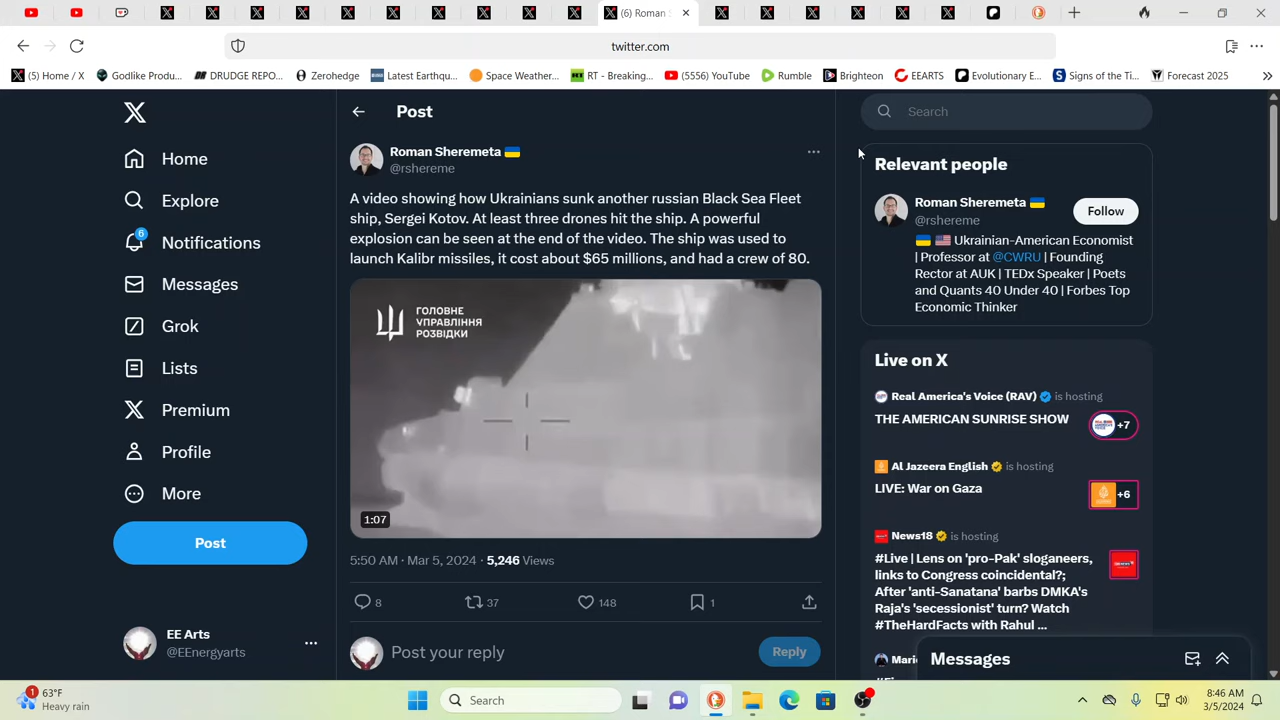 (6) Roman S
twitter.com
(5) Home / X
Godlike Produ...
DRUDGE REPO...
Zerohedge
Latest Earthqu...
Space Weather...
RT - Breaking...
(5556) YouTube
Rumble
Brighteon
EEARTS
Evolutionary E...
Signs of the Ti...
Forecast 2025
Home
Explore
6
Notifications
Messages
Grok
Lists
Premium
Profile
More
Post
EE Arts
@EEnergyarts
Post
Roman Sheremeta
@rshereme
A video showing how Ukrainians sunk another russian Black Sea Fleet
ship, Sergei Kotov. At least three drones hit the ship. A powerful
explosion can be seen at the end of the video. The ship was used to
launch Kalibr missiles, it cost about $65 millions, and had a crew of 80.
ГОЛОВНЕ
УПРАВЛІННЯ
РОЗВІДКИ
1:07
5:50 AM · Mar 5, 2024 · 5,246 Views
8
37
148
1
Post your reply
Reply
Search
Relevant people
Roman Sheremeta
@rshereme
Follow
Ukrainian-American Economist
| Professor at @CWRU | Founding
Rector at AUK | TEDx Speaker | Poets
and Quants 40 Under 40 | Forbes Top
Economic Thinker
Live on X
Real America's Voice (RAV) is hosting
THE AMERICAN SUNRISE SHOW
+7
Al Jazeera English is hosting
LIVE: War on Gaza
+6
News18 is hosting
#Live | Lens on 'pro-Pak' sloganeers,
links to Congress coincidental?;
After 'anti-Sanatana' barbs DMKA's
Raja's 'secessionist' turn? Watch
#TheHardFacts with Rahul ...
Messages
1
63°F
Heavy rain
Search
8:46 AM
3/5/2024